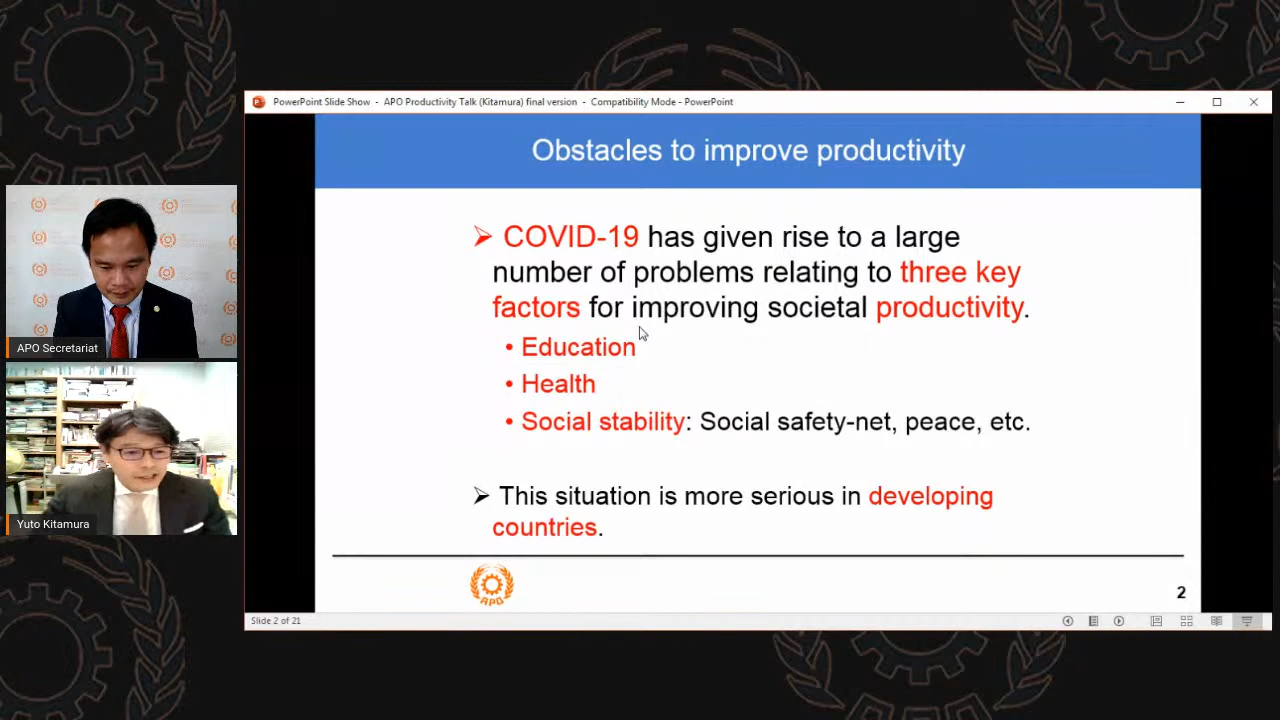 PowerPoint Slide Show - APO Productivity Talk (Kitamura) final version - Compatibility Mode - PowerPoint
Obstacles to improve productivity
➢ COVID-19 has given rise to a large
number of problems relating to three key
factors for improving societal productivity.
• Education
• Health
• Social stability: Social safety-net, peace, etc.
➢ This situation is more serious in developing
countries.
APO
2
Slide 2 of 21
APO Secretariat
Yuto Kitamura